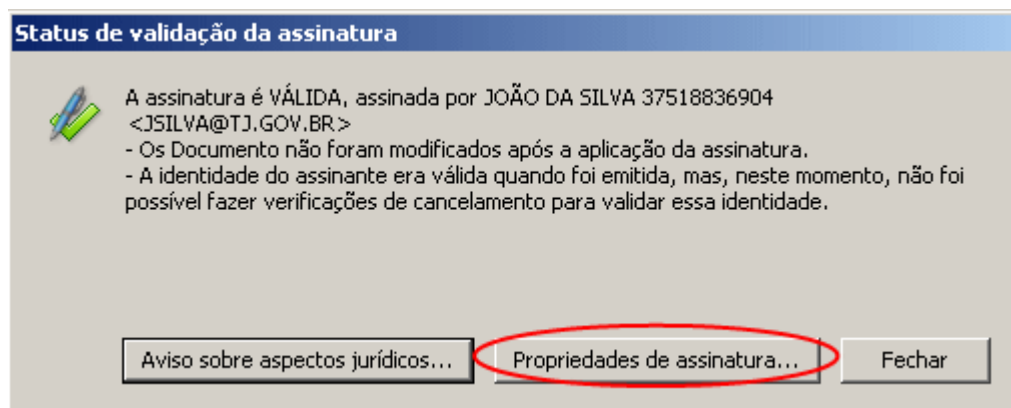 Status de validação da assinatura
A assinatura é VÁLIDA, assinada por JOÃO DA SILVA 37518836904
<JSILVA@TJ.GOV.BR>
- Os Documento não foram modificados após a aplicação da assinatura.
- A identidade do assinante era válida quando foi emitida, mas, neste momento, não foi
possível fazer verificações de cancelamento para validar essa identidade.
Aviso sobre aspectos jurídicos... Propriedades de assinatura... Fechar